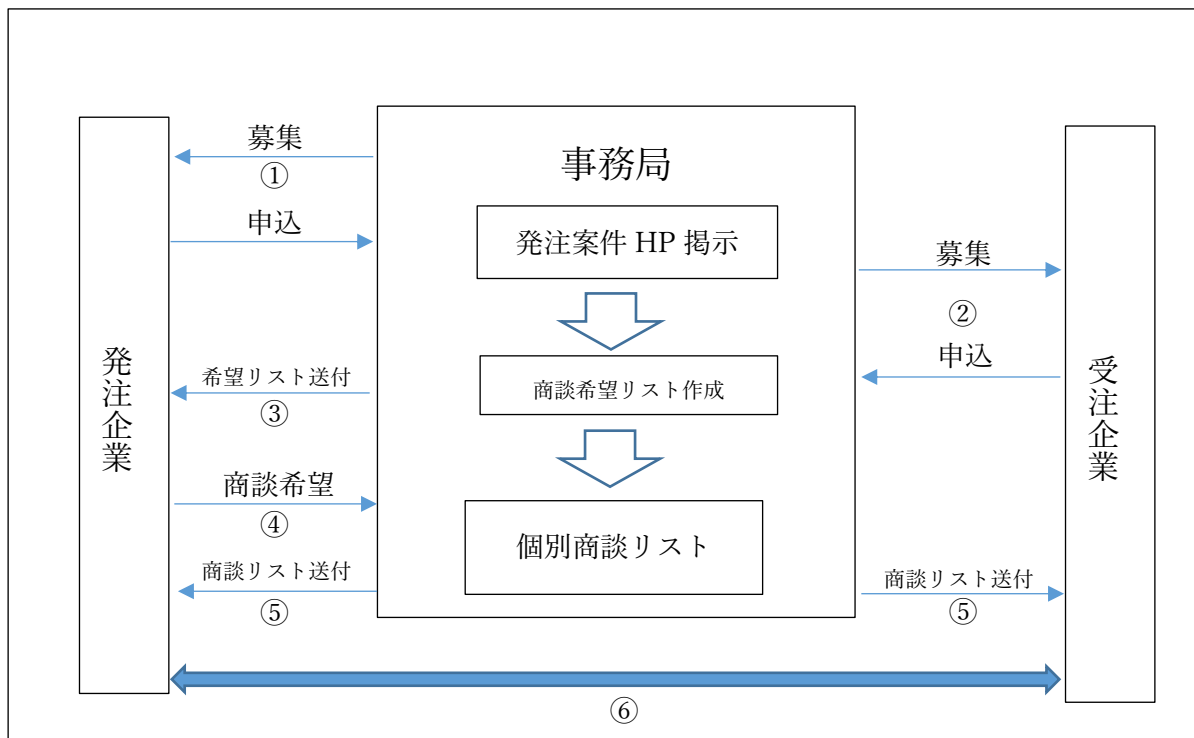 募集
①
申込
事務局
発注案件 HP 掲示
募集
②
申込
発注企業
希望リスト送付
③
商談希望リスト作成
受注企業
商談希望
④
個別商談リスト
商談リスト送付
⑤
商談リスト送付
⑤
⑥